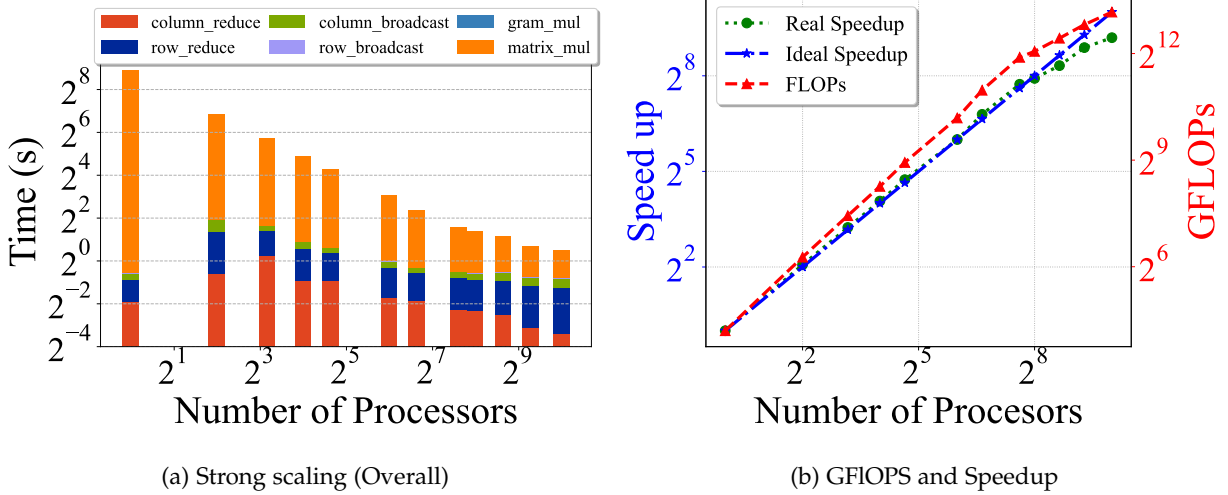 column_reduce column_broadcast gram_mul
row_reduce row_broadcast matrix_mul
2^8
2^6
2^4
2^2
2^0
2^−2
2^−4
Time (s)
2^1 2^3 2^5 2^7 2^9
Number of Processors
(a) Strong scaling (Overall)
Real Speedup
Ideal Speedup
FLOPs
2^8
2^5
2^2
Speed up
2^12
2^9
2^6
GFLOPs
2^2 2^5 2^8
Number of Procesors
(b) GFlOPS and Speedup